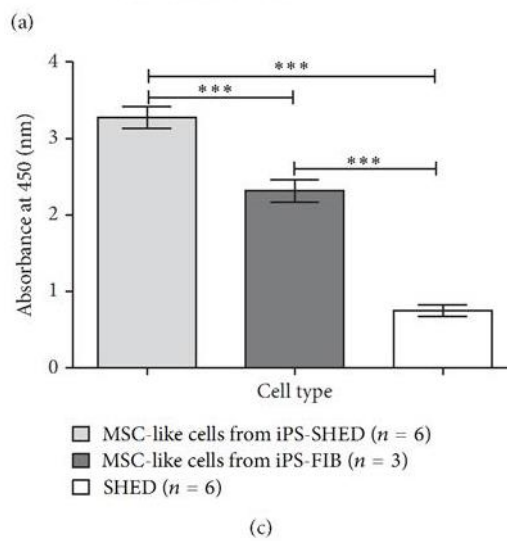 (a)
4
3
2
1
0
Absorbance at 450 (nm)
***
***
***
Cell type
MSC-like cells from iPS-SHED (n = 6)
MSC-like cells from iPS-FIB (n = 3)
SHED (n = 6)
(c)